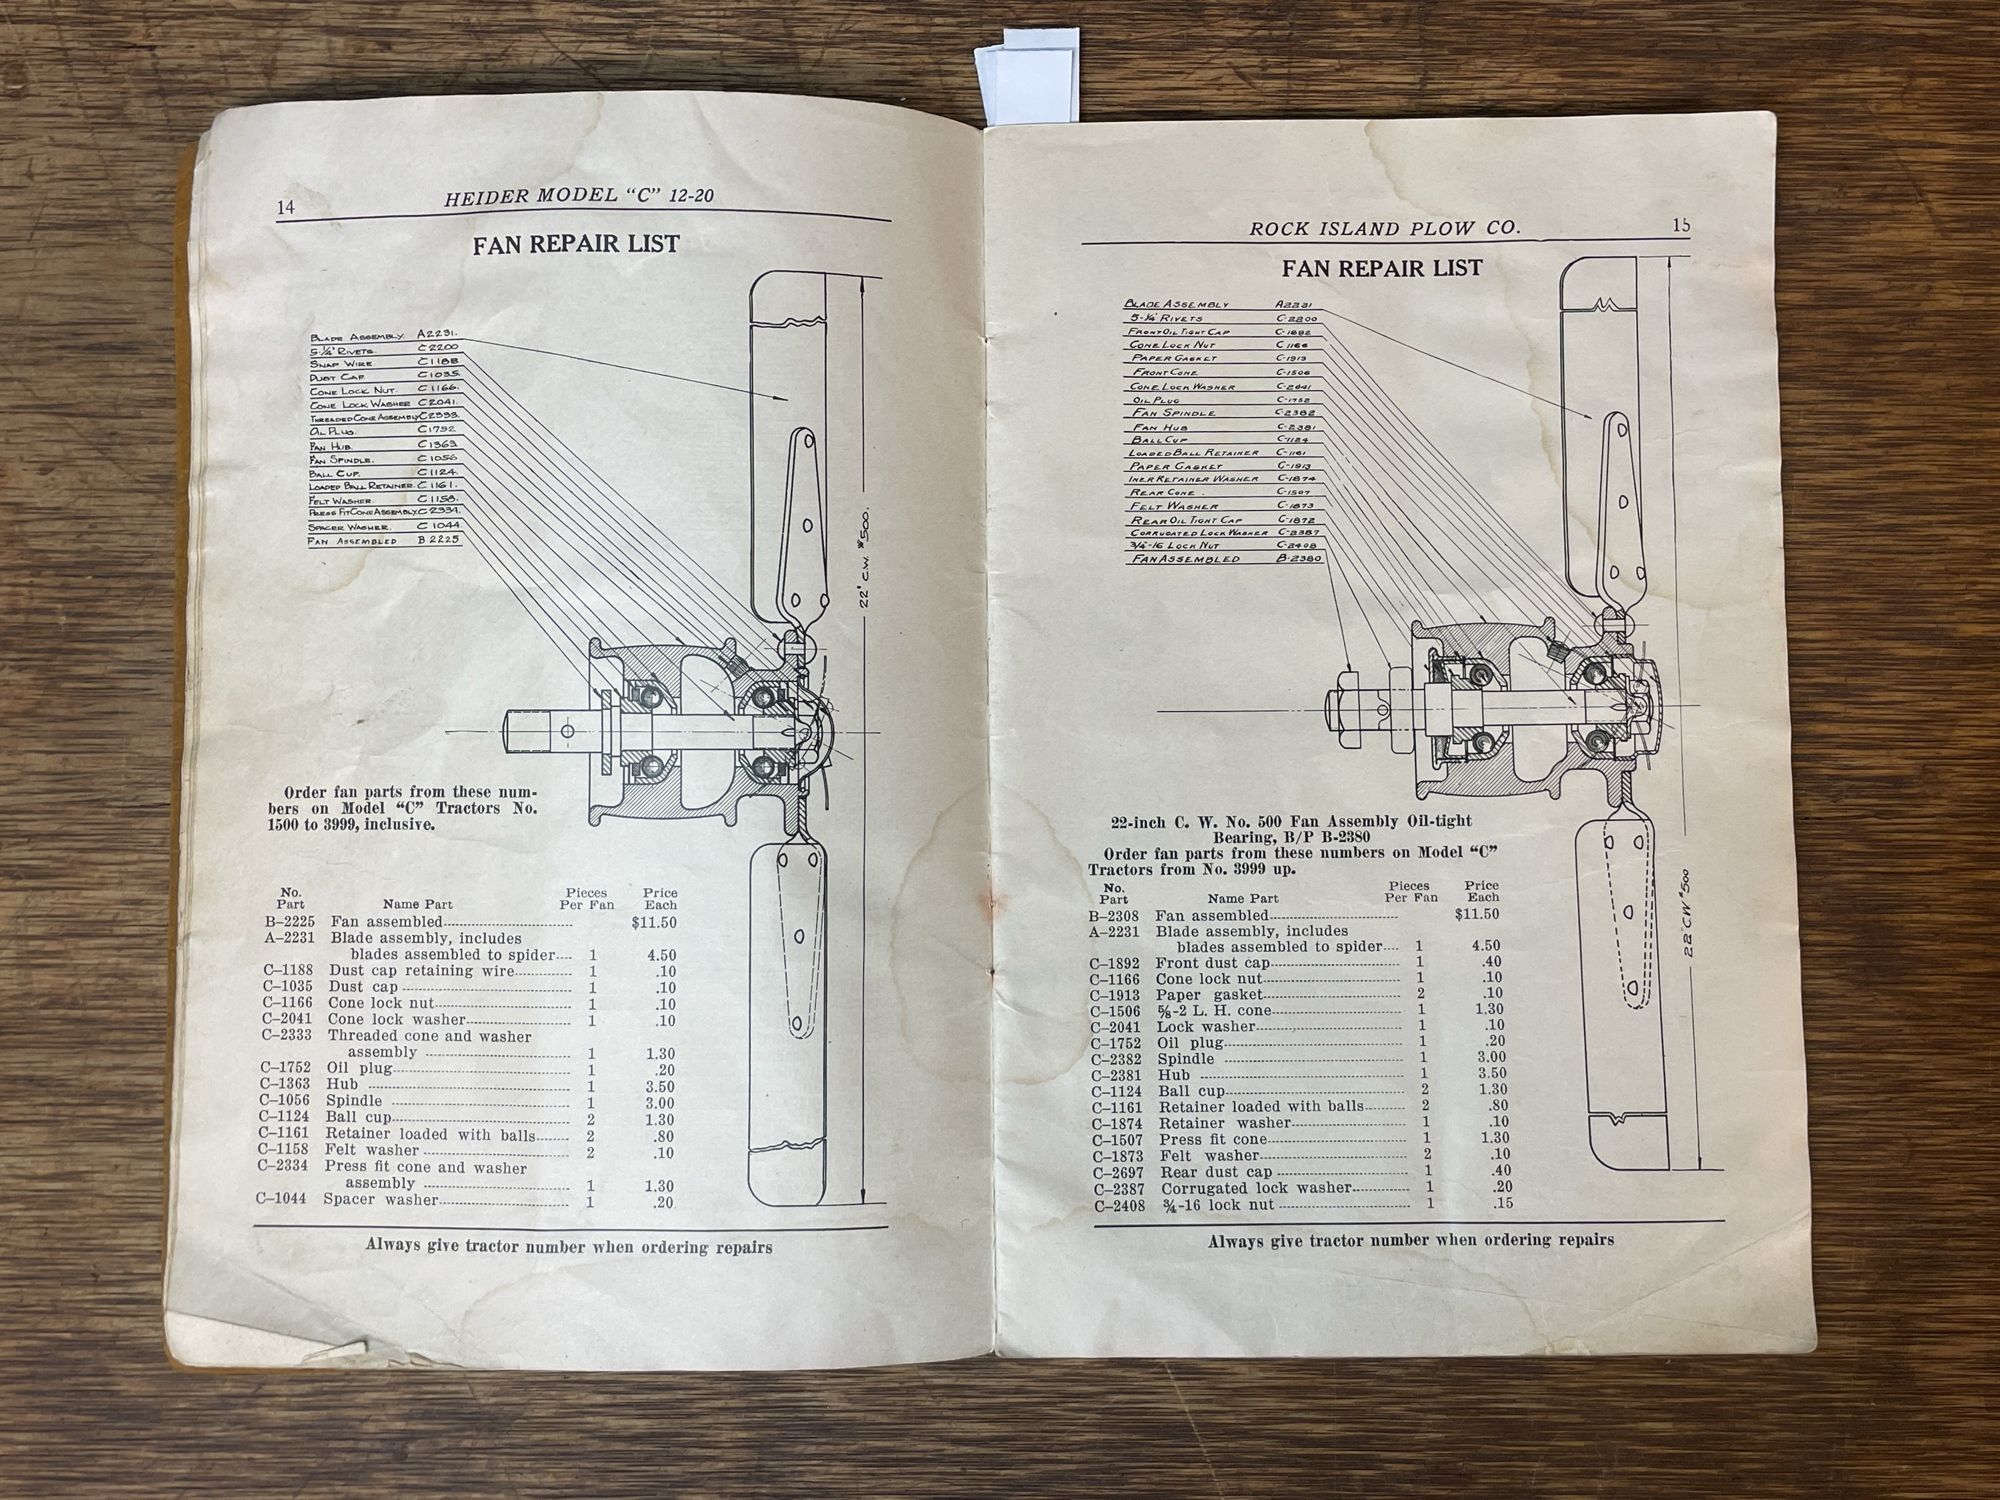 14
HEIDER MODEL “C” 12-20
FAN REPAIR LIST
BLADE ASSEMBLY. A2231.
5-¼" RIVETS. C2200
SNAP WIRE. C1188
DUST CAP. C1035.
CONE LOCK NUT. C1166.
CONE LOCK WASHER C2041.
THREADED CONE ASSEMBLY C2333.
OIL PLUG. C1752
FAN HUB. C1363
FAN SPINDLE. C1056
BALL CUP. C1124.
LOADED BALL RETAINER. C1161.
FELT WASHER. C1158.
PRESS FIT CONE ASSEMBLY. C2334.
SPACER WASHER. C1044
FAN ASSEMBLED B2225
22" C.W. #500.
Order fan parts from these num-
bers on Model “C” Tractors No.
1500 to 3999, inclusive.
No. Part Name Part Pieces Per Fan Price Each
B–2225 Fan assembled $11.50
A–2231 Blade assembly, includes
blades assembled to spider 1 4.50
C–1188 Dust cap retaining wire 1 .10
C–1035 Dust cap 1 .10
C–1166 Cone lock nut 1 .10
C–2041 Cone lock washer 1 .10
C–2333 Threaded cone and washer
assembly 1 1.30
C–1752 Oil plug 1 .20
C–1363 Hub 1 3.50
C–1056 Spindle 1 3.00
C–1124 Ball cup 2 1.30
C–1161 Retainer loaded with balls 2 .80
C–1158 Felt washer 2 .10
C–2334 Press fit cone and washer
assembly 1 1.30
C–1044 Spacer washer 1 .20
Always give tractor number when ordering repairs
ROCK ISLAND PLOW CO.
15
FAN REPAIR LIST
BLADE ASSEMBLY A2231
5-¼" RIVETS C-2200
FRONT OIL TIGHT CAP C-1892
CONE LOCK NUT C1166
PAPER GASKET C-1913
FRONT CONE C-1506
CONE LOCK WASHER C-2041
OIL PLUG C-1752
FAN SPINDLE C-2382
FAN HUB C-2381
BALL CUP C-1124
LOADED BALL RETAINER C-1161
PAPER GASKET C-1913
INER RETAINER WASHER C-1874
REAR CONE. C-1507
FELT WASHER C-1873
REAR OIL TIGHT CAP C-1872
CORRUGATED LOCK WASHER C-2387
¾"-16 LOCK NUT C-2408
FAN ASSEMBLED B-2380
22" CW #500
22-inch C. W. No. 500 Fan Assembly Oil-tight
Bearing, B/P B-2380
Order fan parts from these numbers on Model “C”
Tractors from No. 3999 up.
No. Part Name Part Pieces Per Fan Price Each
B–2308 Fan assembled $11.50
A–2231 Blade assembly, includes
blades assembled to spider 1 4.50
C–1892 Front dust cap 1 .40
C–1166 Cone lock nut 1 .10
C–1913 Paper gasket 2 .10
C–1506 ⅝-2 L. H. cone 1 1.30
C–2041 Lock washer 1 .10
C–1752 Oil plug 1 .20
C–2382 Spindle 1 3.00
C–2381 Hub 1 3.50
C–1124 Ball cup 2 1.30
C–1161 Retainer loaded with balls 2 .80
C–1874 Retainer washer 1 .10
C–1507 Press fit cone 1 1.30
C–1873 Felt washer 2 .10
C–2697 Rear dust cap 1 .40
C–2387 Corrugated lock washer 1 .20
C–2408 ¾-16 lock nut 1 .15
Always give tractor number when ordering repairs